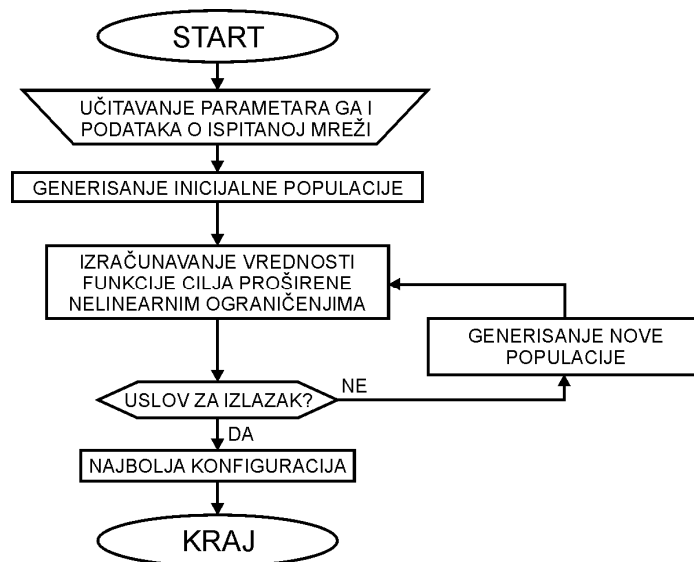 START
UČITAVANJE PARAMETARA GA I
PODATAKA O ISPITANOJ MREŽI
GENERISANJE INICIJALNE POPULACIJE
IZRAČUNAVANJE VREDNOSTI
FUNKCIJE CILJA PROŠIRENE
NELINEARNIM OGRANIČENJIMA
GENERISANJE NOVE
POPULACIJE
USLOV ZA IZLAZAK?
NE
DA
NAJBOLJA KONFIGURACIJA
KRAJ